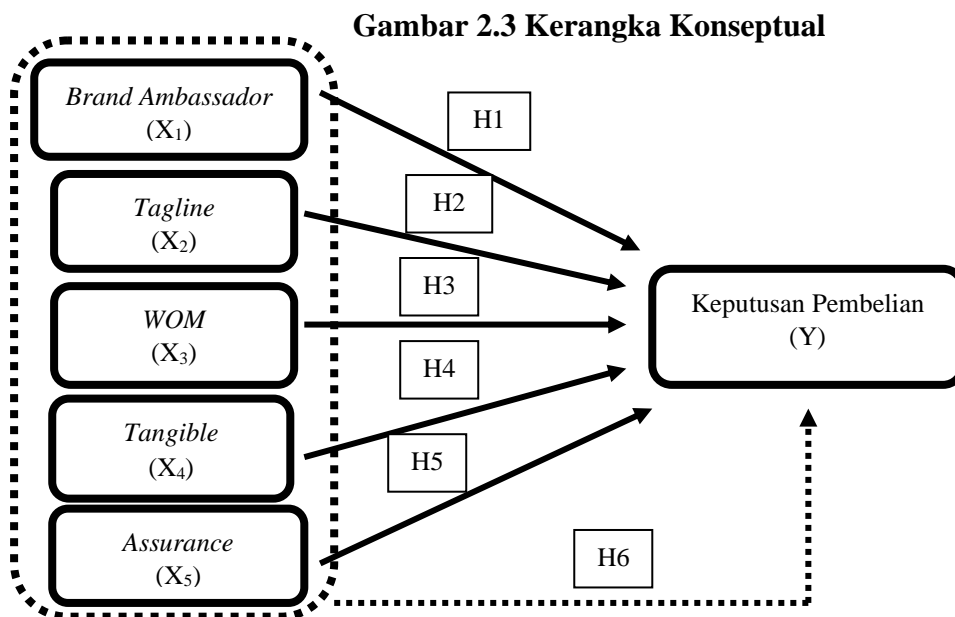 Gambar 2.3 Kerangka Konseptual
Brand Ambassador
(X₁)
H1
Tagline
(X₂)
H2
H3
WOM
(X₃)
Keputusan Pembelian
(Y)
H4
Tangible
(X₄)
H5
Assurance
(X₅)
H6